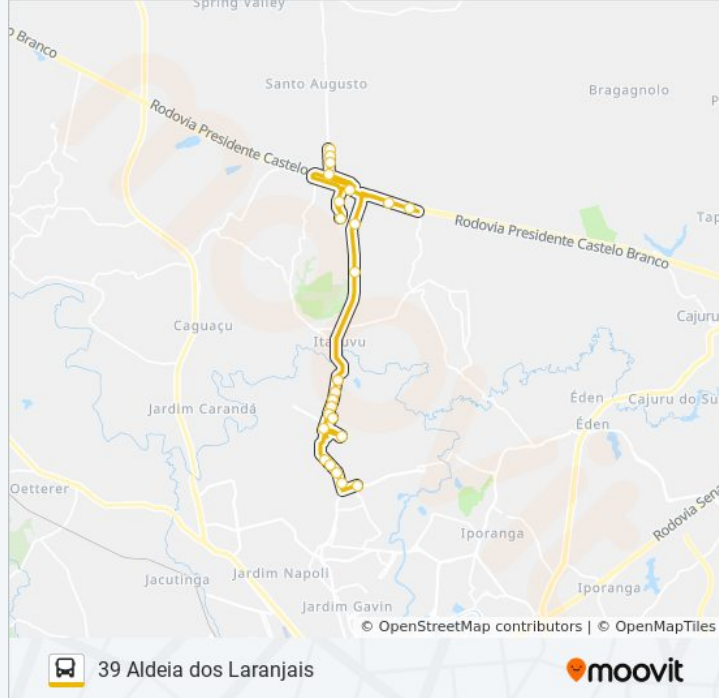 Spring Valley
o Branco
Santo Augusto
Bragagnolo
Rodovia Presidente Castelo
P
Tap
Rodovia Presidente Castelo Branco
Cajuru
Caguaçu
Éden
Cajuru do Su
Jardim Carandá
Éden
Oetterer
Iporanga
Rodovia Sena
Jacutinga
Jardim Napoli
Iporanga
Jardim Gavin
© OpenStreetMap contributors | © OpenMapTiles
39 Aldeia dos Laranjais
moovit